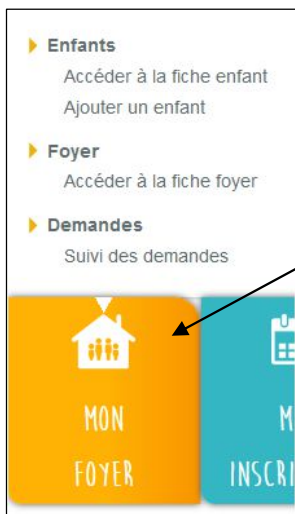 Enfants
Accéder à la fiche enfant
Ajouter un enfant
Foyer
Accéder à la fiche foyer
Demandes
Suivi des demandes
MON
FOYER